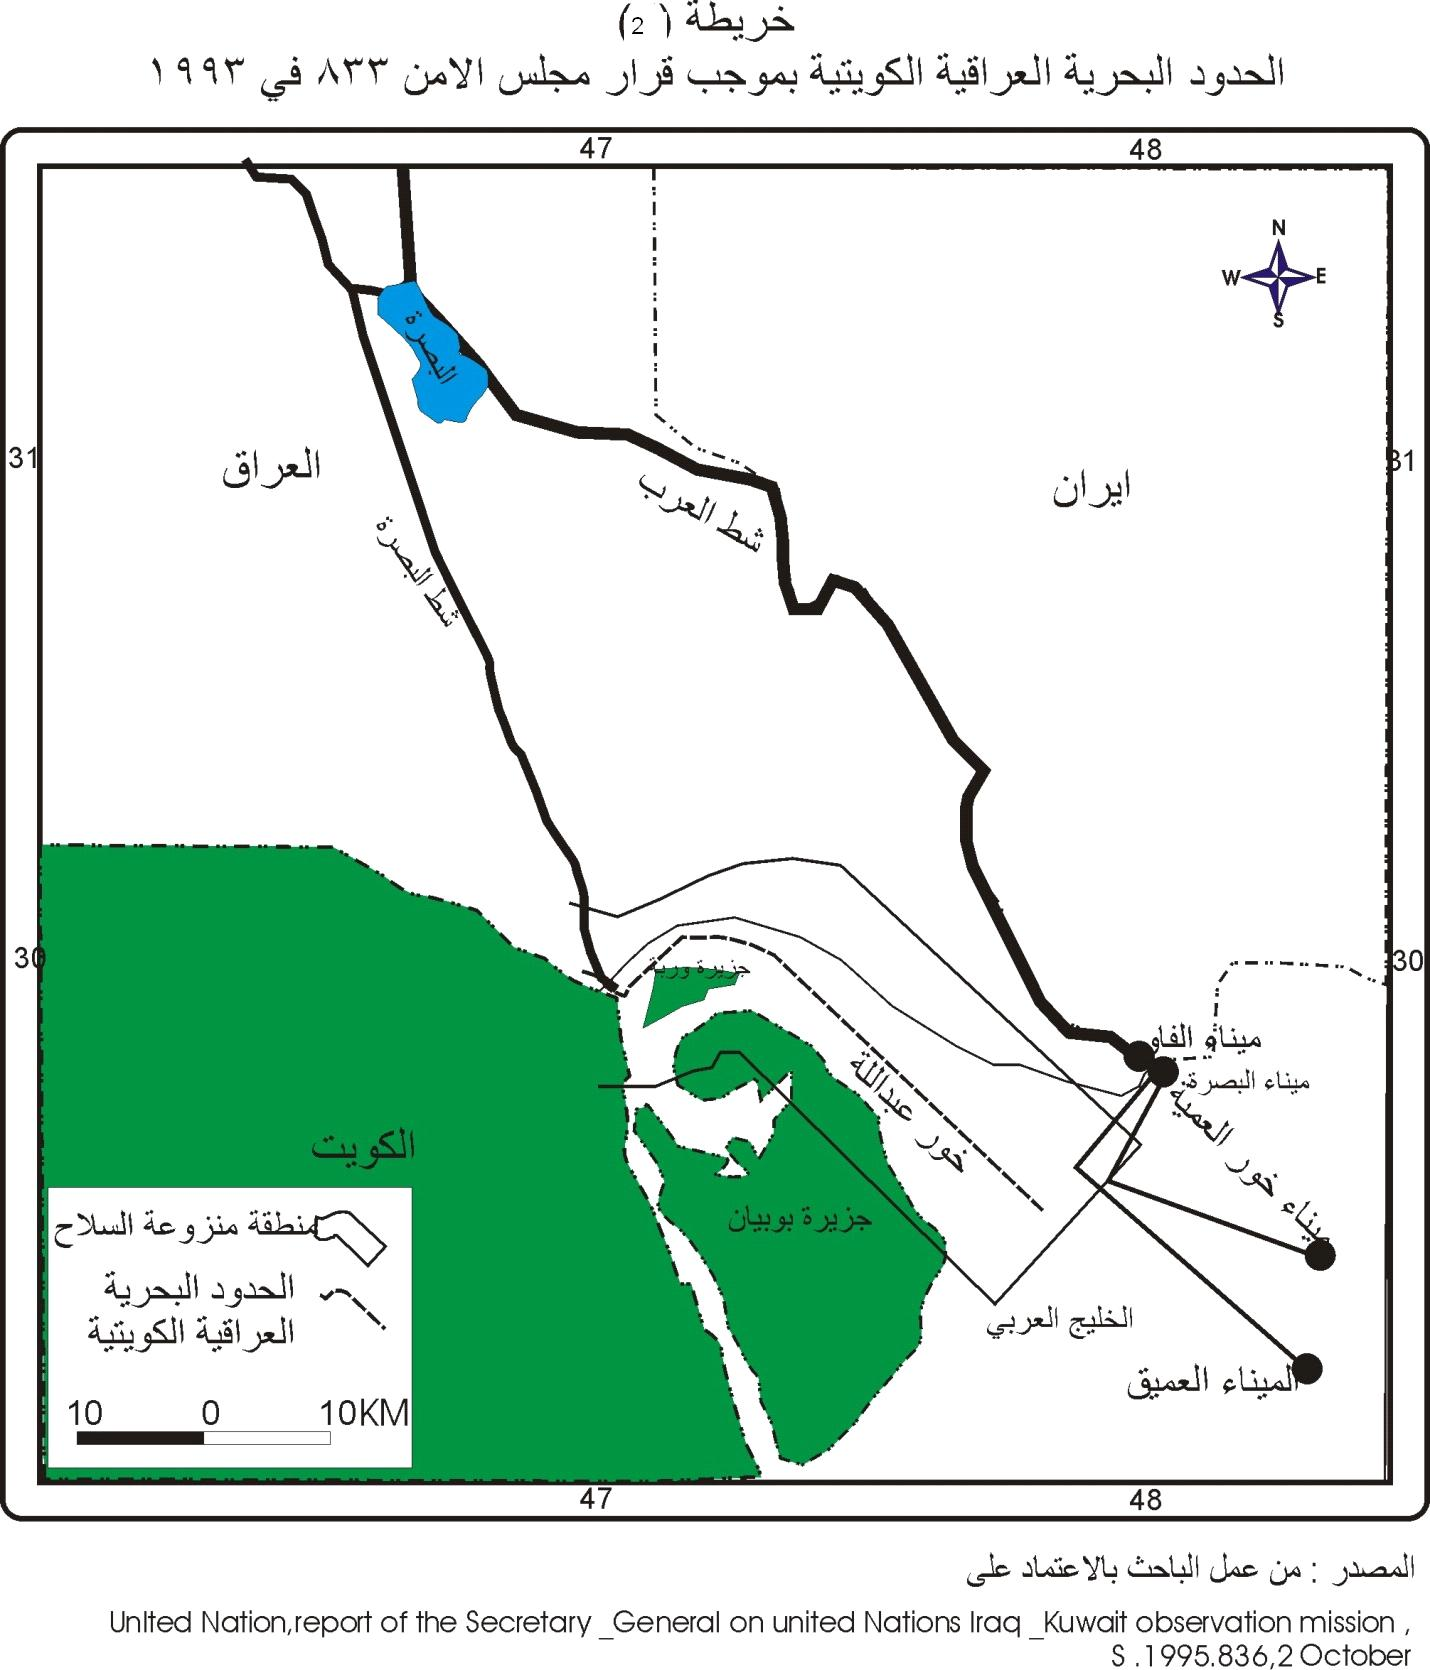 خريطة ( 2 )
الحدود البحرية العراقية الكويتية بموجب قرار مجلس الامن ٨٣٣ في ١٩٩٣
47
48
N
W
E
S
البصرة
31
31
العراق
ايران
شط العرب
شط البصرة
30
30
جزيرة وربة
ميناء الفاو
ميناء البصرة
ميناء خور العمية
خور عبدالله
الكويت
جزيرة بوبيان
منطقة منزوعة السلاح
الحدود البحرية
العراقية الكويتية
الخليج العربي
الميناء العميق
10
0
10KM
47
48
المصدر : من عمل الباحث بالاعتماد على
UnIted Nation,report of the Secretary _General on united Nations Iraq _Kuwait observation mission ,
S .1995.836,2 October